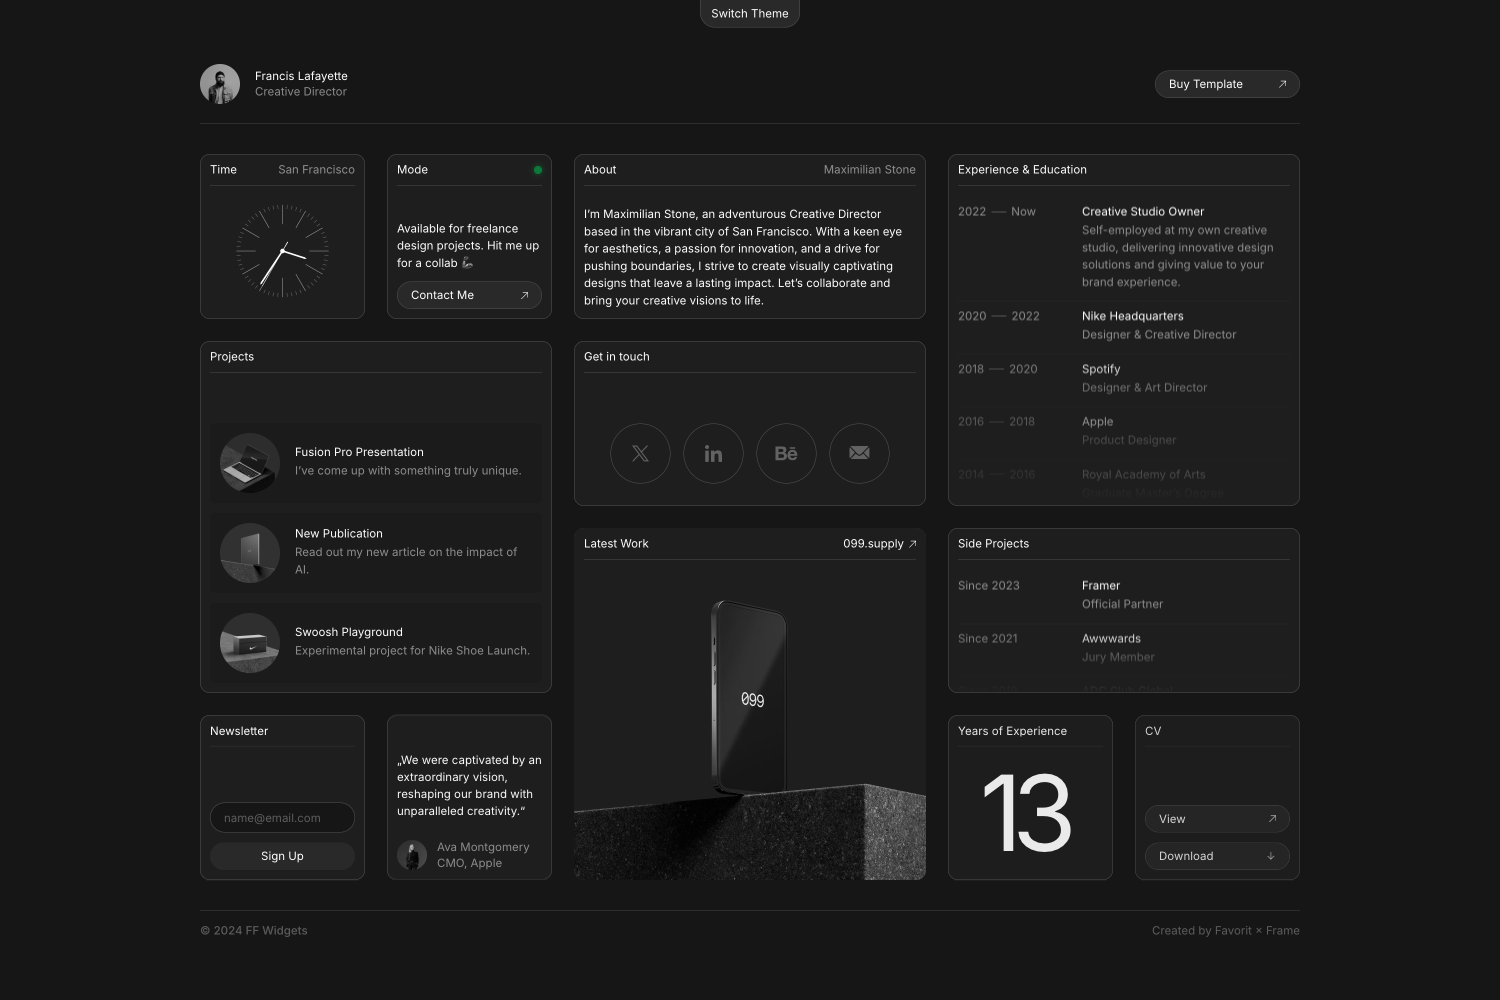 Switch Theme
Francis Lafayette
Creative Director
Buy Template
Time
San Francisco
Mode
Available for freelance
design projects. Hit me up
for a collab 🦾
Contact Me
About
Maximilian Stone
I’m Maximilian Stone, an adventurous Creative Director
based in the vibrant city of San Francisco. With a keen eye
for aesthetics, a passion for innovation, and a drive for
pushing boundaries, I strive to create visually captivating
designs that leave a lasting impact. Let’s collaborate and
bring your creative visions to life.
Experience & Education
2022 — Now
Creative Studio Owner
Self-employed at my own creative
studio, delivering innovative design
solutions and giving value to your
brand experience.
2020 — 2022
Nike Headquarters
Designer & Creative Director
2018 — 2020
Spotify
Designer & Art Director
2016 — 2018
Apple
Product Designer
2014 — 2016
Royal Academy of Arts
Graduate Master's Degree
Projects
Fusion Pro Presentation
I’ve come up with something truly unique.
New Publication
Read out my new article on the impact of
AI.
Swoosh Playground
Experimental project for Nike Shoe Launch.
Get in touch
X
in
Bē
Latest Work
099.supply
099
Side Projects
Since 2023
Framer
Official Partner
Since 2021
Awwwards
Jury Member
ADC Club Global
Newsletter
name@email.com
Sign Up
„We were captivated by an
extraordinary vision,
reshaping our brand with
unparalleled creativity.“
Ava Montgomery
CMO, Apple
Years of Experience
13
CV
View
Download
© 2024 FF Widgets
Created by Favorit × Frame